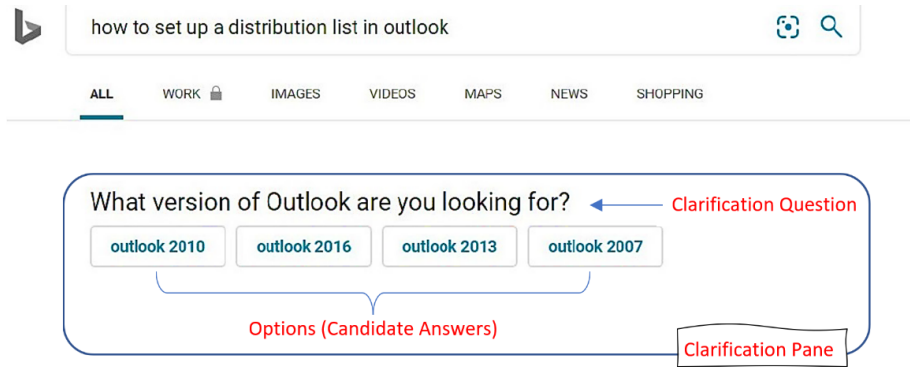 how to set up a distribution list in outlook
ALL WORK IMAGES VIDEOS MAPS NEWS SHOPPING
What version of Outlook are you looking for? Clarification Question
outlook 2010 outlook 2016 outlook 2013 outlook 2007
Options (Candidate Answers)
Clarification Pane